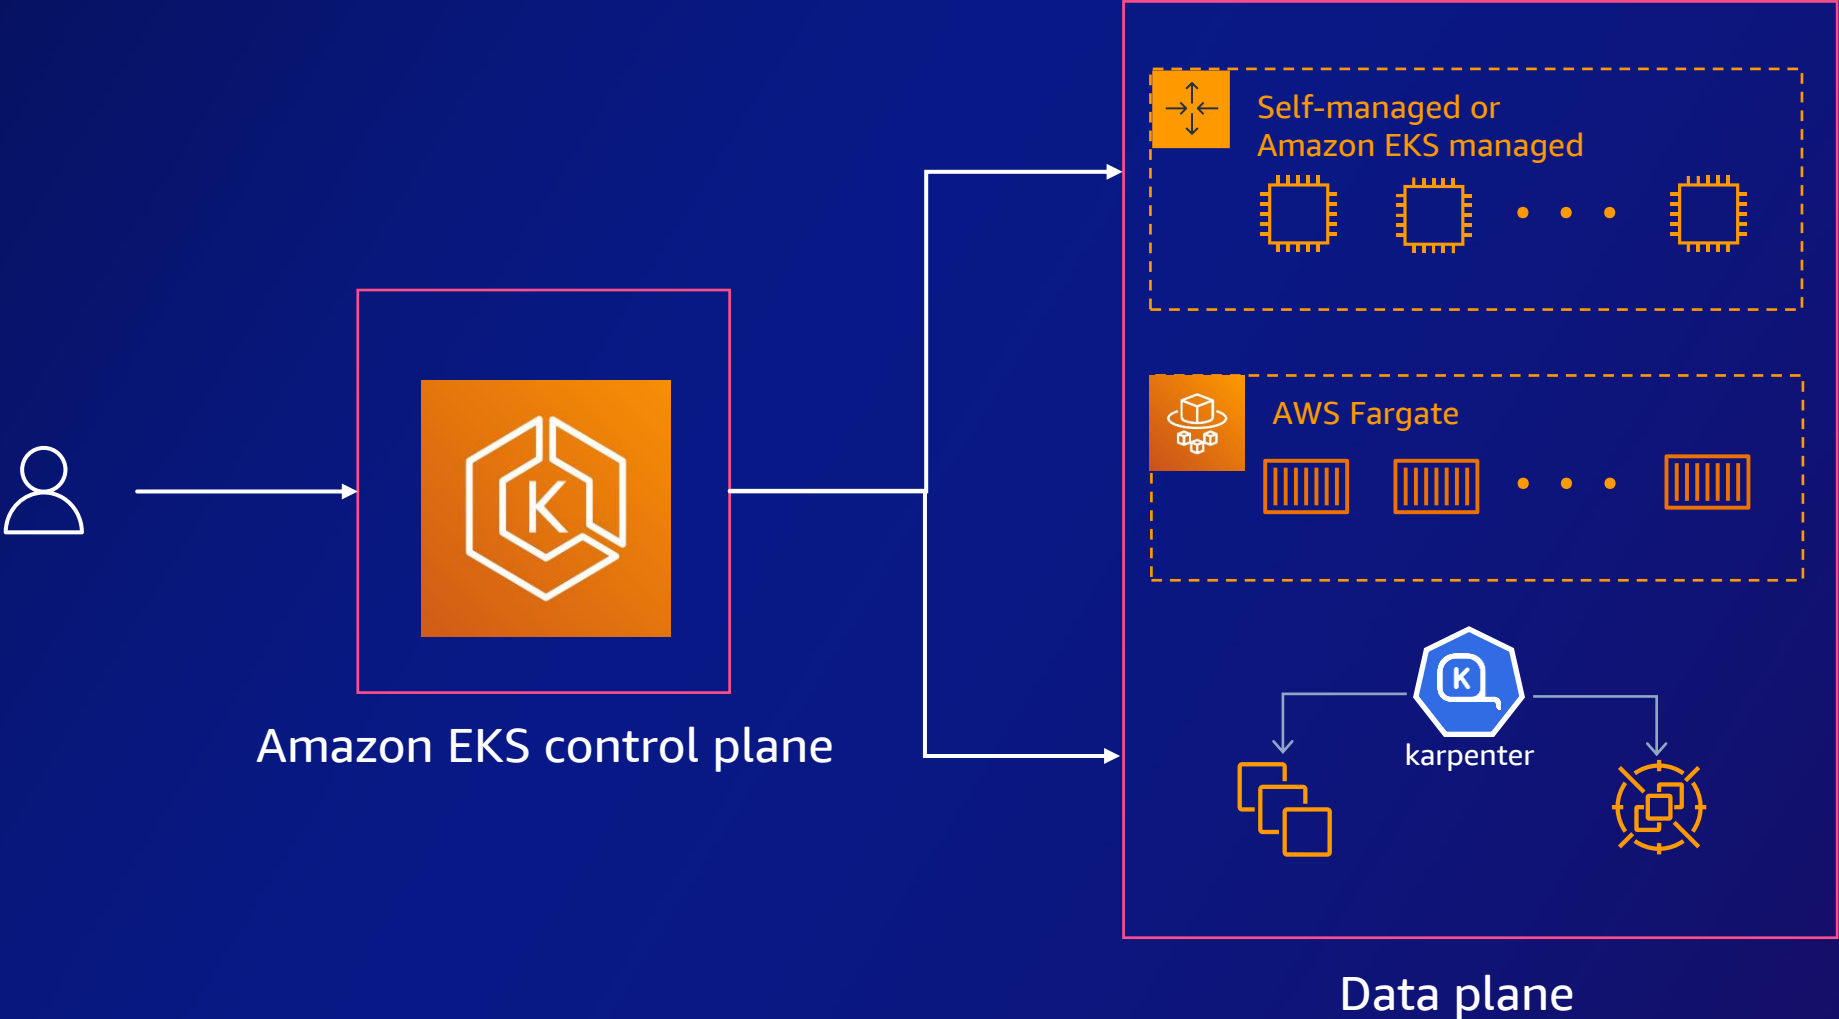 Self-managed or
Amazon EKS managed
AWS Fargate
K
K
karpenter
Amazon EKS control plane
Data plane